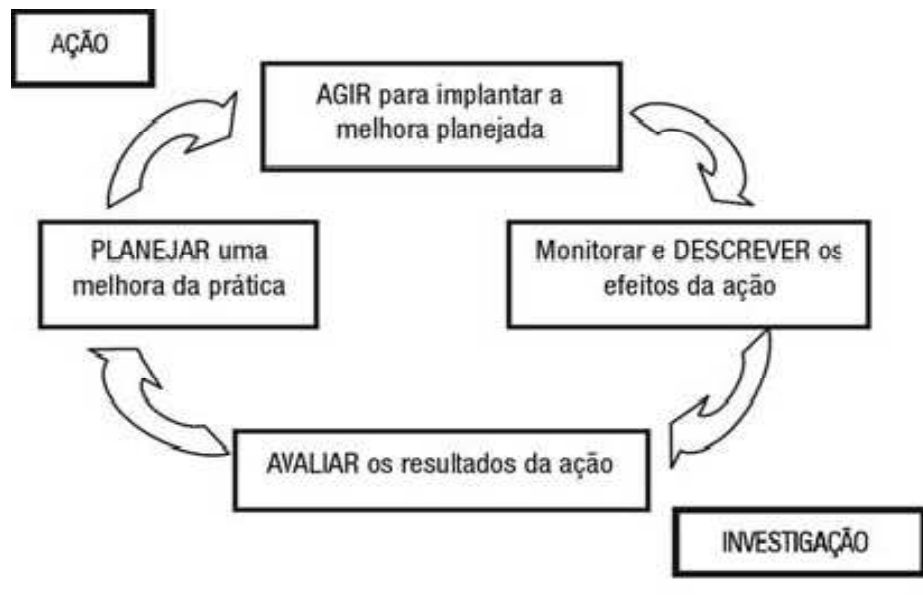 AÇÃO
AGIR para implantar a
melhora planejada
PLANEJAR uma
melhora da prática
Monitorar e DESCREVER os
efeitos da ação
AVALIAR os resultados da ação
INVESTIGAÇÃO